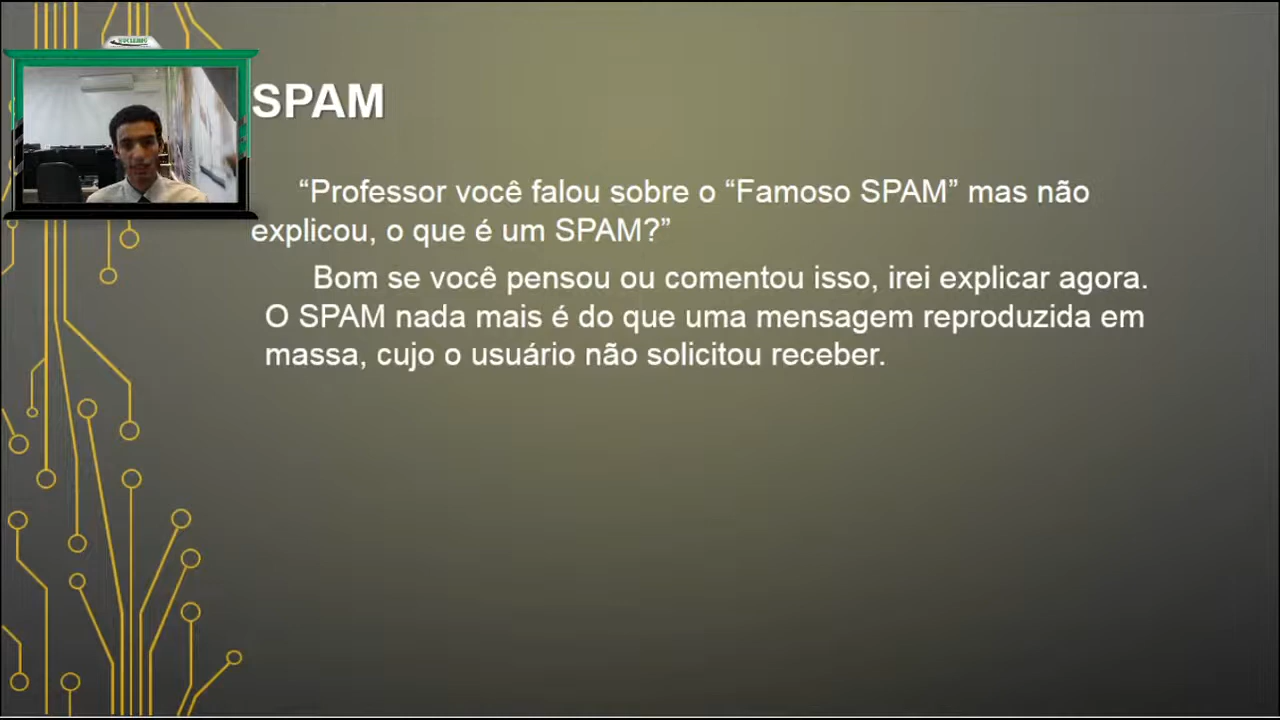 SPAM
“Professor você falou sobre o “Famoso SPAM” mas não
explicou, o que é um SPAM?”
Bom se você pensou ou comentou isso, irei explicar agora.
O SPAM nada mais é do que uma mensagem reproduzida em
massa, cujo o usuário não solicitou receber.